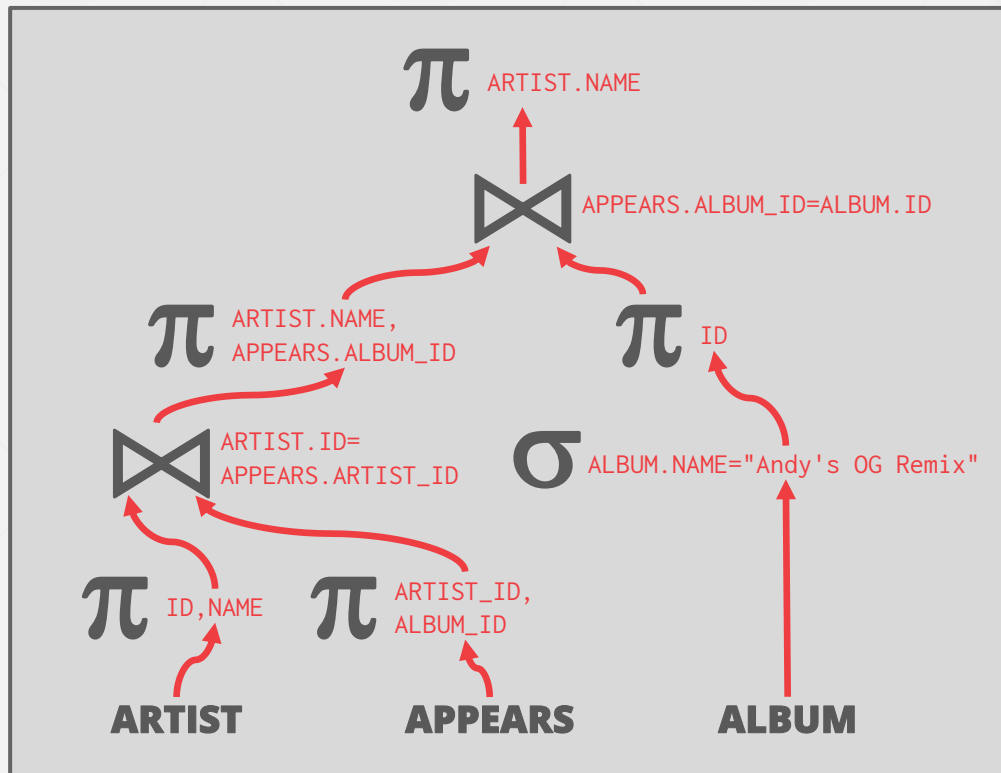 π ARTIST.NAME
⋈ APPEARS.ALBUM_ID=ALBUM.ID
π ARTIST.NAME,
APPEARS.ALBUM_ID
π ID
⋈ ARTIST.ID=
APPEARS.ARTIST_ID
σ ALBUM.NAME="Andy's OG Remix"
π ID,NAME
π ARTIST_ID,
ALBUM_ID
ARTIST
APPEARS
ALBUM